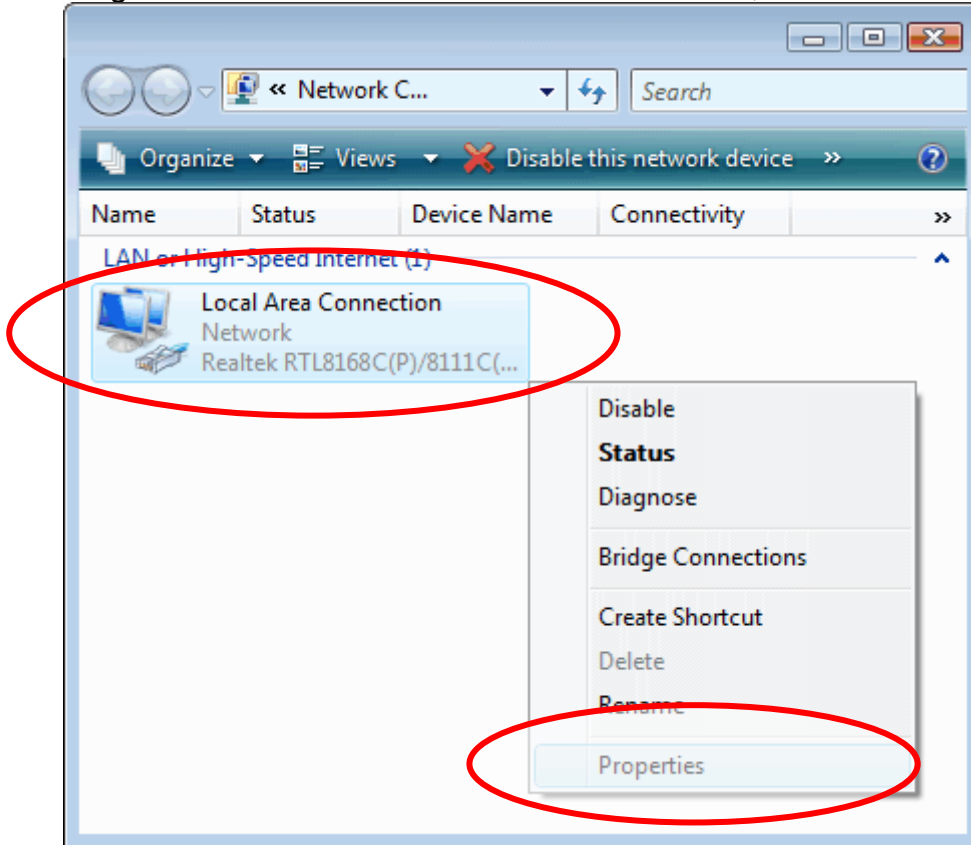 « Network C...
Search
Organize Views Disable this network device »
Name Status Device Name Connectivity »
LAN or High-Speed Internet (1)
Local Area Connection
Network
Realtek RTL8168C(P)/8111C(...
Disable
Status
Diagnose
Bridge Connections
Create Shortcut
Delete
Rename
Properties